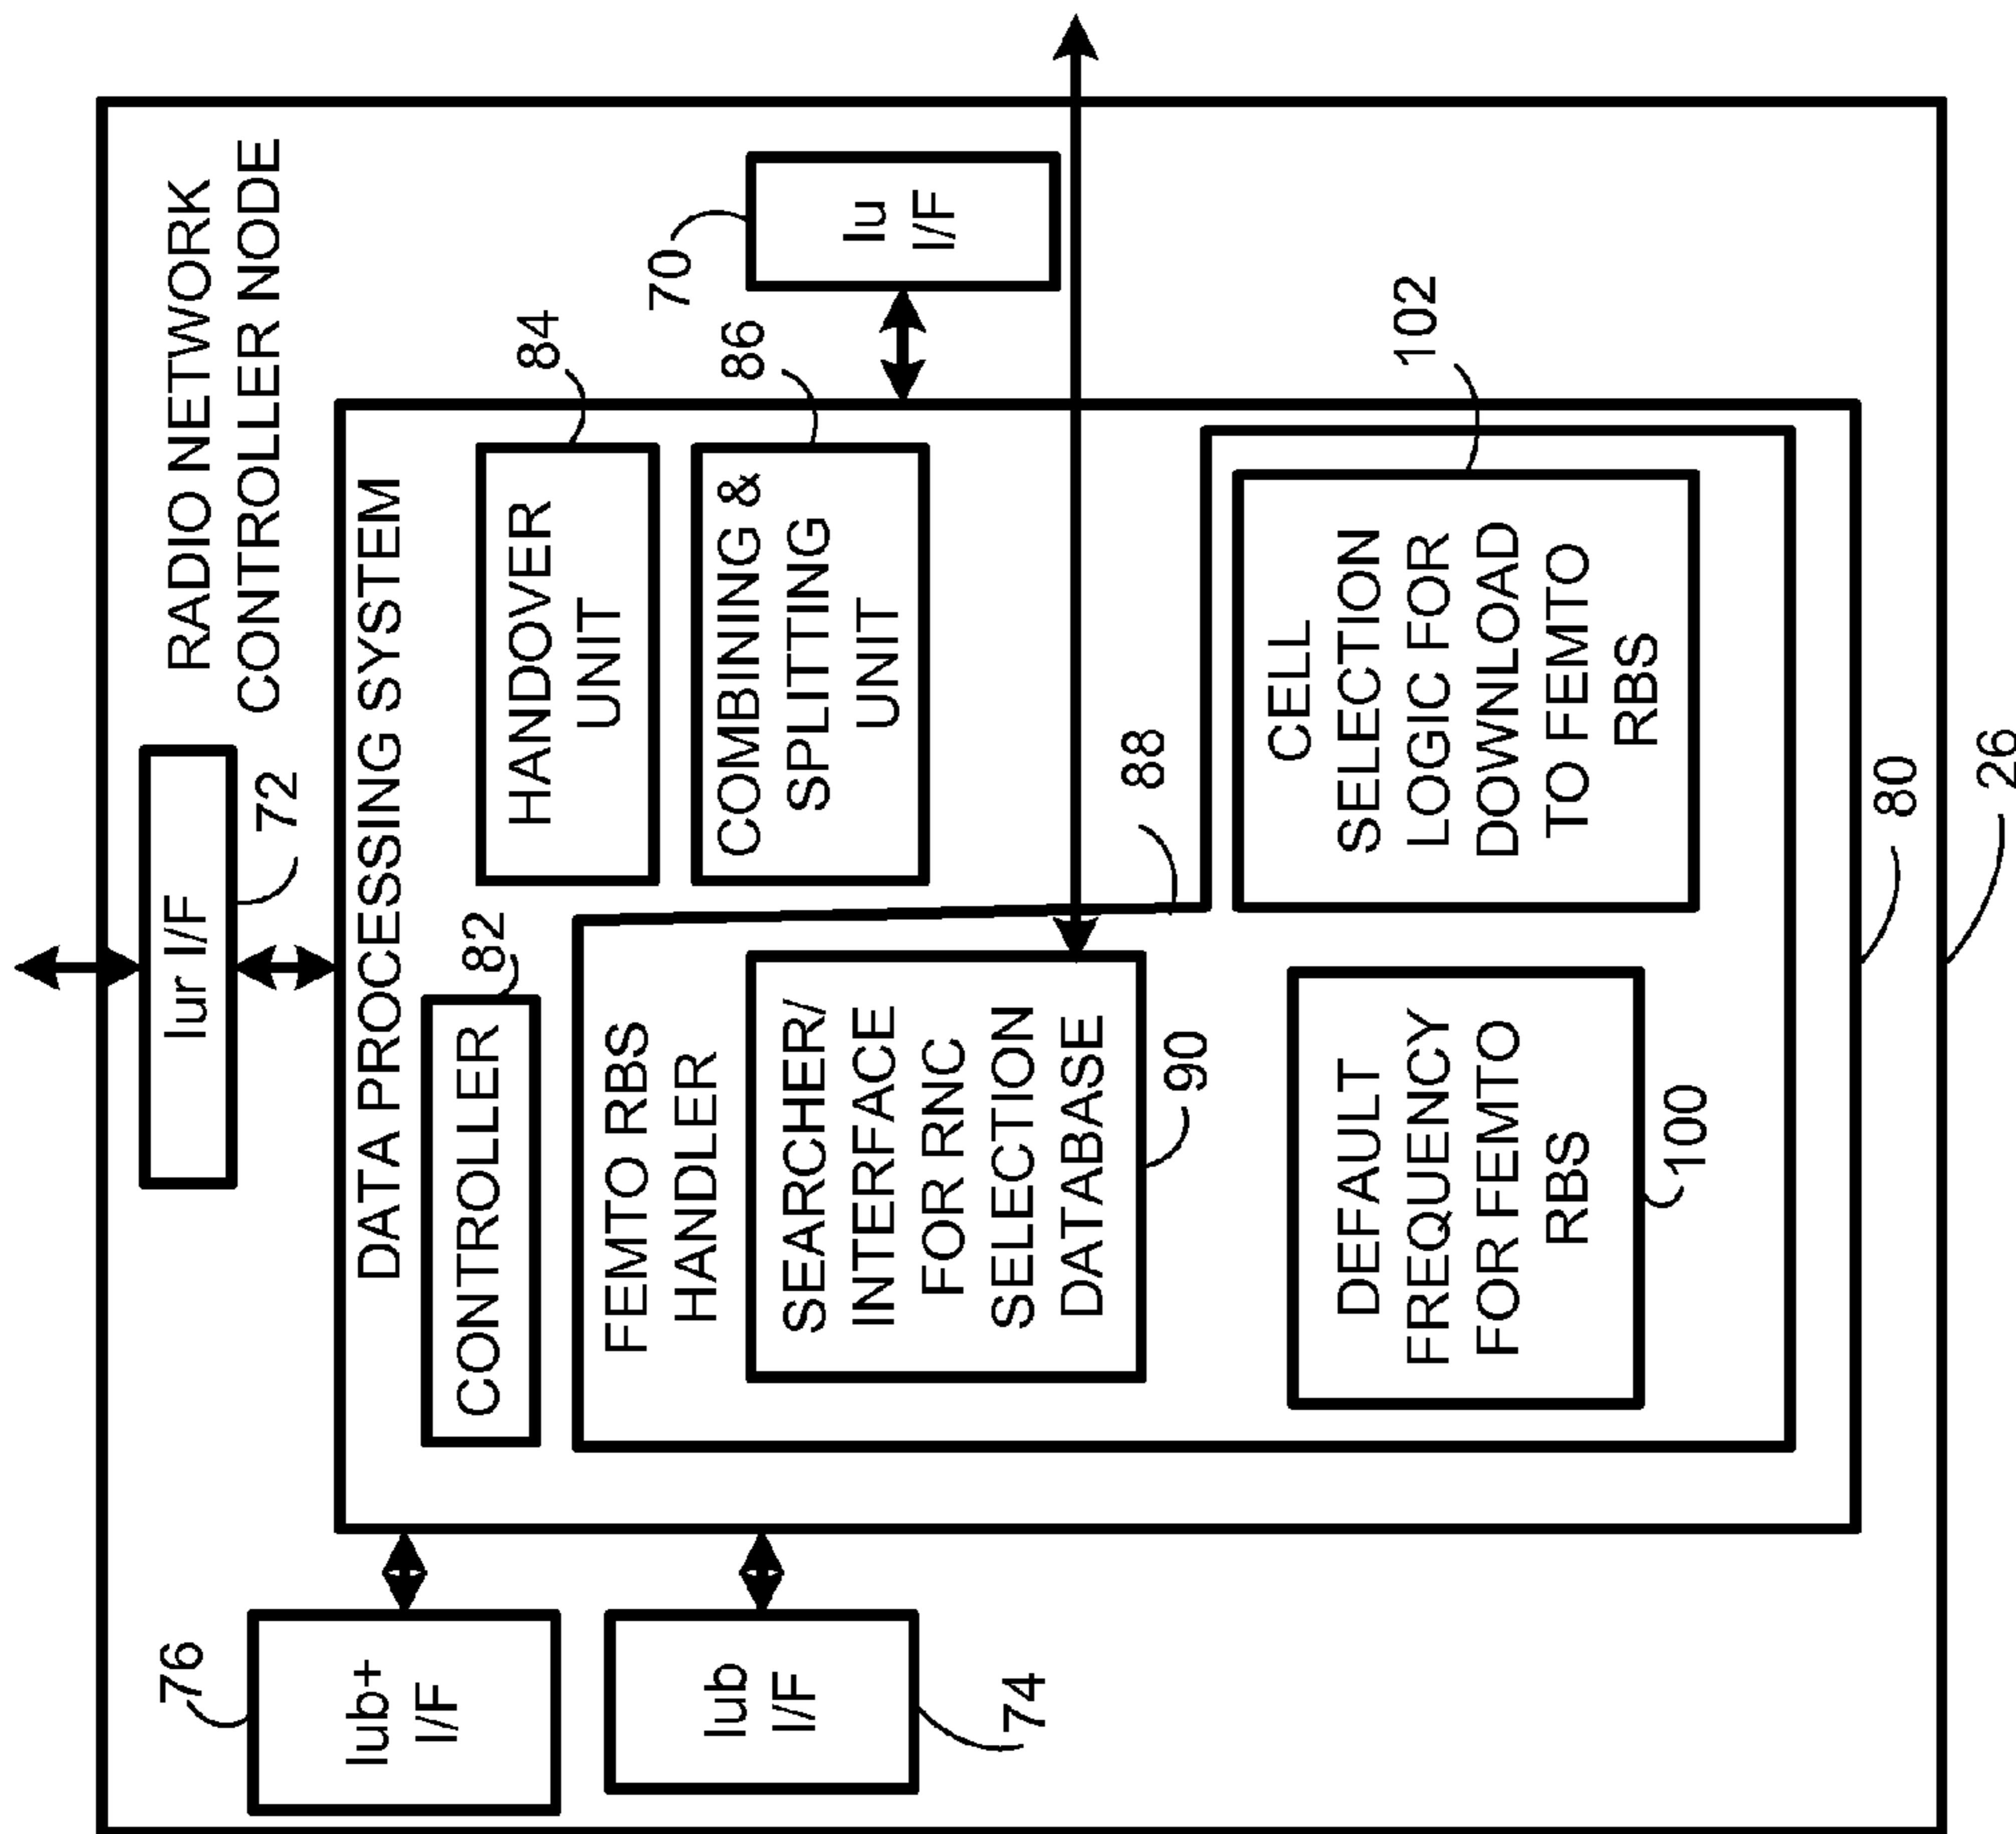 RADIO NETWORK
CONTROLLER NODE
Iur I/F
72
DATA PROCESSING SYSTEM
76
Iub+
I/F
Iub
I/F
74
CONTROLLER
82
HANDOVER
UNIT
84
COMBINING &
SPLITTING
UNIT
86
70
Iu
I/F
FEMTO RBS
HANDLER
88
SEARCHER/
INTERFACE
FOR RNC
SELECTION
DATABASE
90
DEFAULT
FREQUENCY
FOR FEMTO
RBS
100
CELL
SELECTION
LOGIC FOR
DOWNLOAD
TO FEMTO
RBS
102
80
26